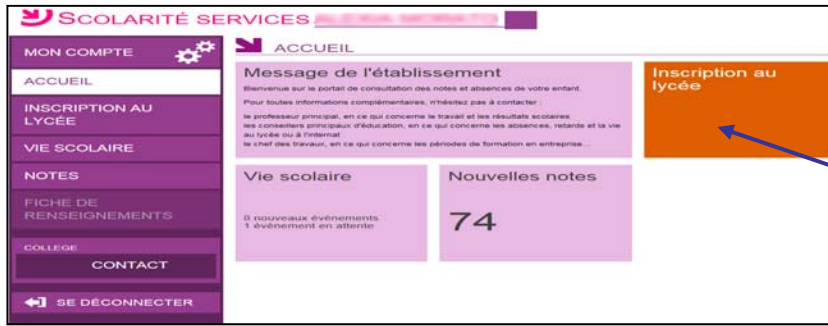 SCOLARITÉ SERVICES
MON COMPTE
ACCUEIL
INSCRIPTION AU
LYCÉE
VIE SCOLAIRE
NOTES
FICHE DE
RENSEIGNEMENTS
COLLEGE
CONTACT
SE DÉCONNECTER
ACCUEIL
Message de l'établissement
Bienvenue sur le portail de consultation des notes et absences de votre enfant.
Pour toutes informations complémentaires, n'hésitez pas à contacter :
le professeur principal, en ce qui concerne le travail et les résultats scolaires
les conseillers principaux d'éducation, en ce qui concerne les absences, retards et la vie
au lycée ou à l'internat
le chef des travaux, en ce qui concerne les périodes de formation en entreprise...
Inscription au
lycée
Vie scolaire
0 nouveaux événements
1 événement en attente
Nouvelles notes
74